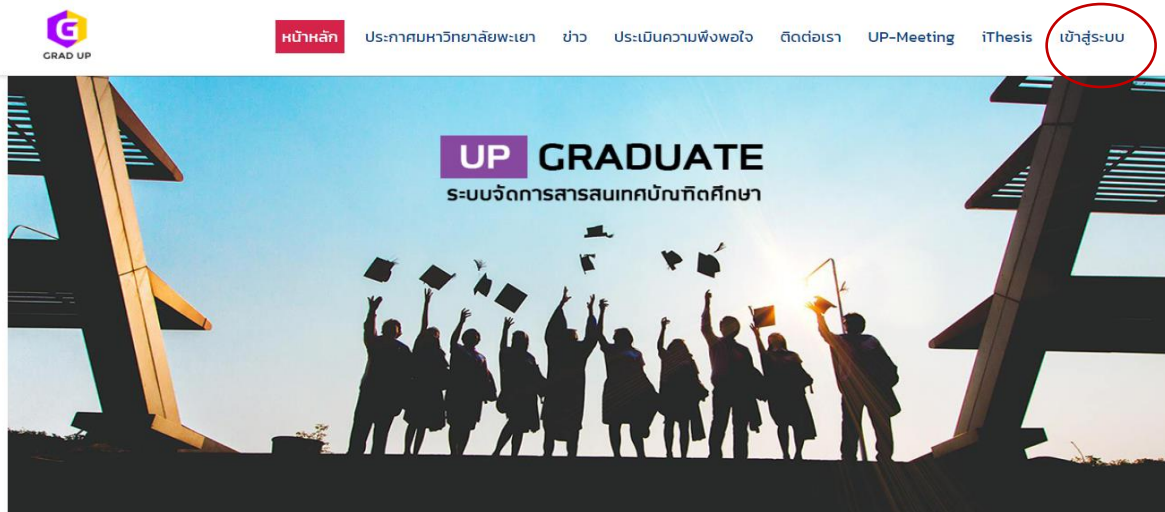 GRAD UP
หน้าหลัก ประกาศมหาวิทยาลัยพะเยา ข่าว ประเมินความพึงพอใจ ติดต่อเรา UP-Meeting iThesis เข้าสู่ระบบ
UP GRADUATE
ระบบจัดการสารสนเทศบัณฑิตศึกษา